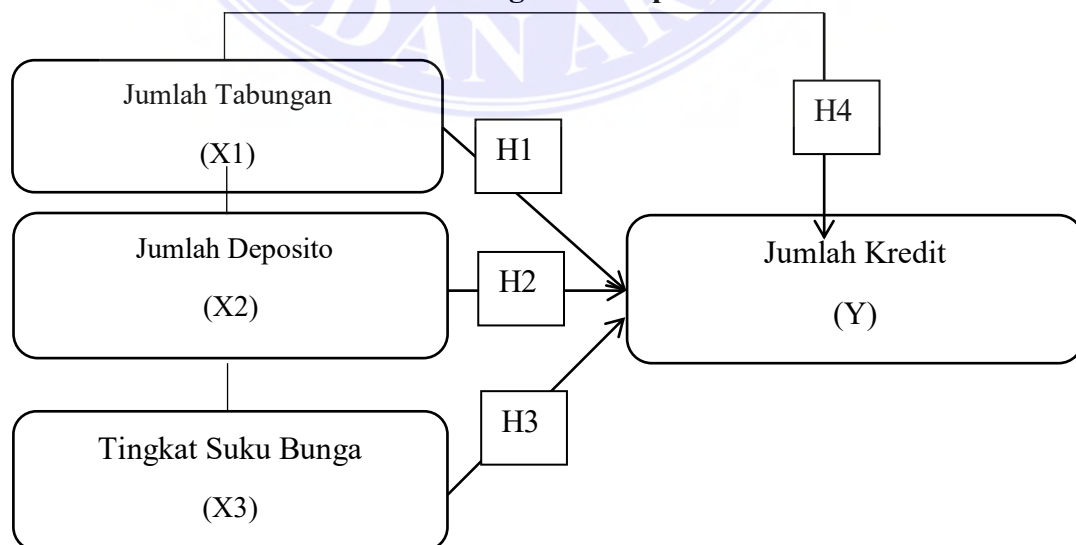 Jumlah Tabungan
(X1)
H1
H4
Jumlah Deposito
(X2)
H2
Jumlah Kredit
(Y)
H3
Tingkat Suku Bunga
(X3)